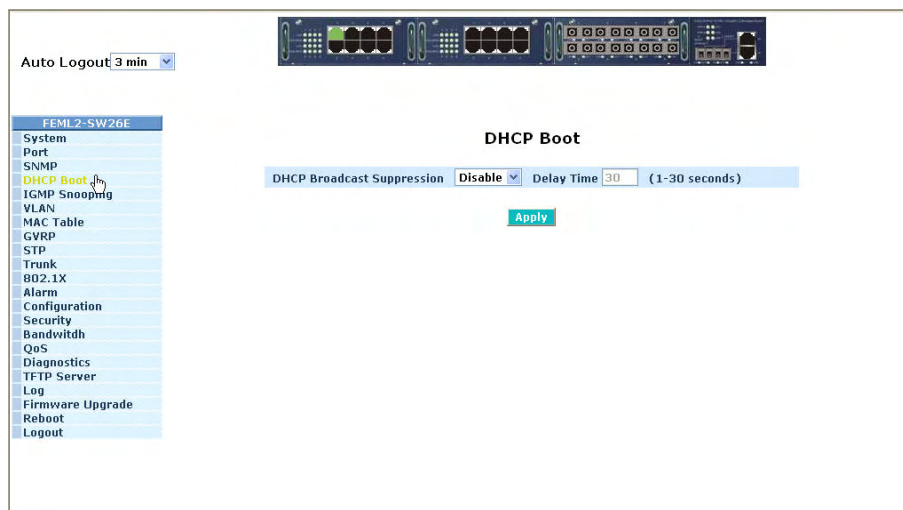 Auto Logout 3 min
FEML2-SW26E
System
Port
SNMP
DHCP Boot
IGMP Snooping
VLAN
MAC Table
GVRP
STP
Trunk
802.1X
Alarm
Configuration
Security
Bandwitdh
QoS
Diagnostics
TFTP Server
Log
Firmware Upgrade
Reboot
Logout
DHCP Boot
DHCP Broadcast Suppression Disable Delay Time 30 (1-30 seconds)
Apply